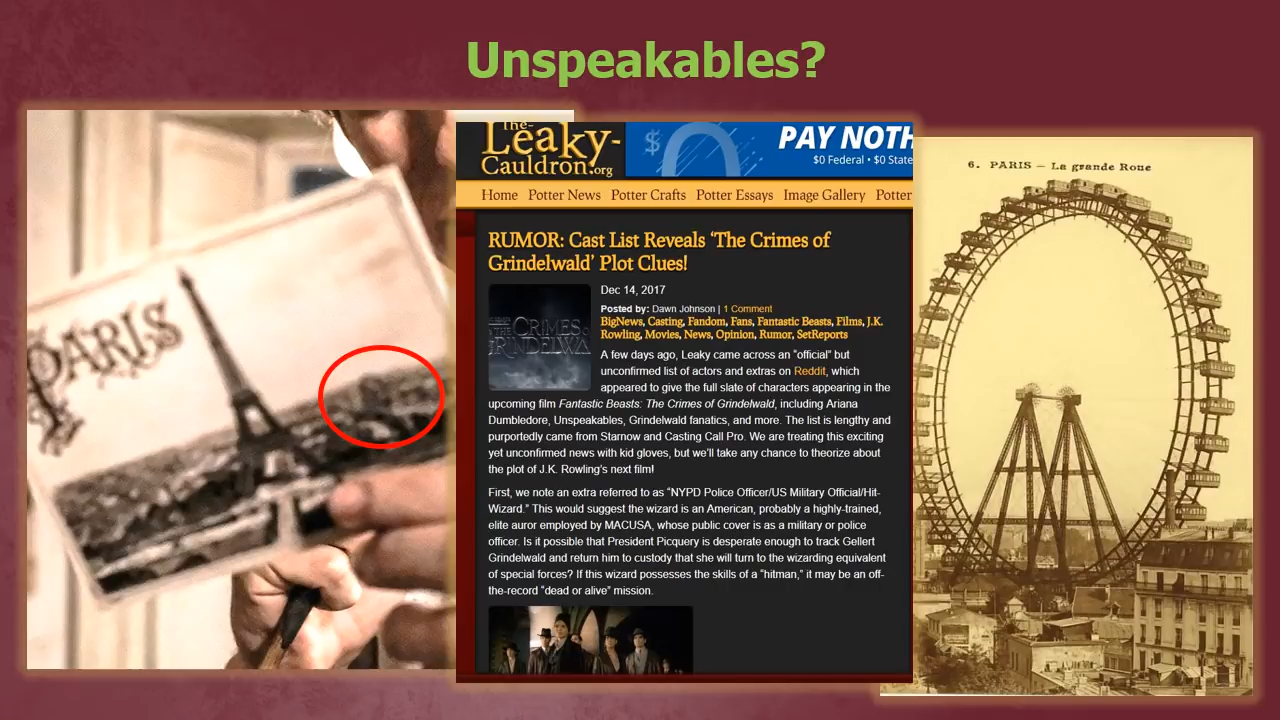 Unspeakables?
PARIS
The-
Leaky-
Cauldron.org
$
PAY NOTH
$0 Federal • $0 State
Home Potter News Potter Crafts Potter Essays Image Gallery Potter
RUMOR: Cast List Reveals ‘The Crimes of
Grindelwald’ Plot Clues!
THE CRIMES OF
GRINDELWA
Dec 14, 2017
Posted by: Dawn Johnson | 1 Comment
BigNews, Casting, Fandom, Fans, Fantastic Beasts, Films, J.K.
Rowling, Movies, News, Opinion, Rumor, SetReports
A few days ago, Leaky came across an “official” but
unconfirmed list of actors and extras on Reddit, which
appeared to give the full slate of characters appearing in the
upcoming film Fantastic Beasts: The Crimes of Grindelwald, including Ariana
Dumbledore, Unspeakables, Grindelwald fanatics, and more. The list is lengthy and
purportedly came from Starnow and Casting Call Pro. We are treating this exciting
yet unconfirmed news with kid gloves, but we’ll take any chance to theorize about
the plot of J.K. Rowling’s next film!
First, we note an extra referred to as “NYPD Police Officer/US Military Official/Hit-
Wizard.” This would suggest the wizard is an American, probably a highly-trained,
elite auror employed by MACUSA, whose public cover is as a military or police
officer. Is it possible that President Picquery is desperate enough to track Gellert
Grindelwald and return him to custody that she will turn to the wizarding equivalent
of special forces? If this wizard possesses the skills of a “hitman,” it may be an off-
the-record “dead or alive” mission.
6. PARIS — La grande Roue